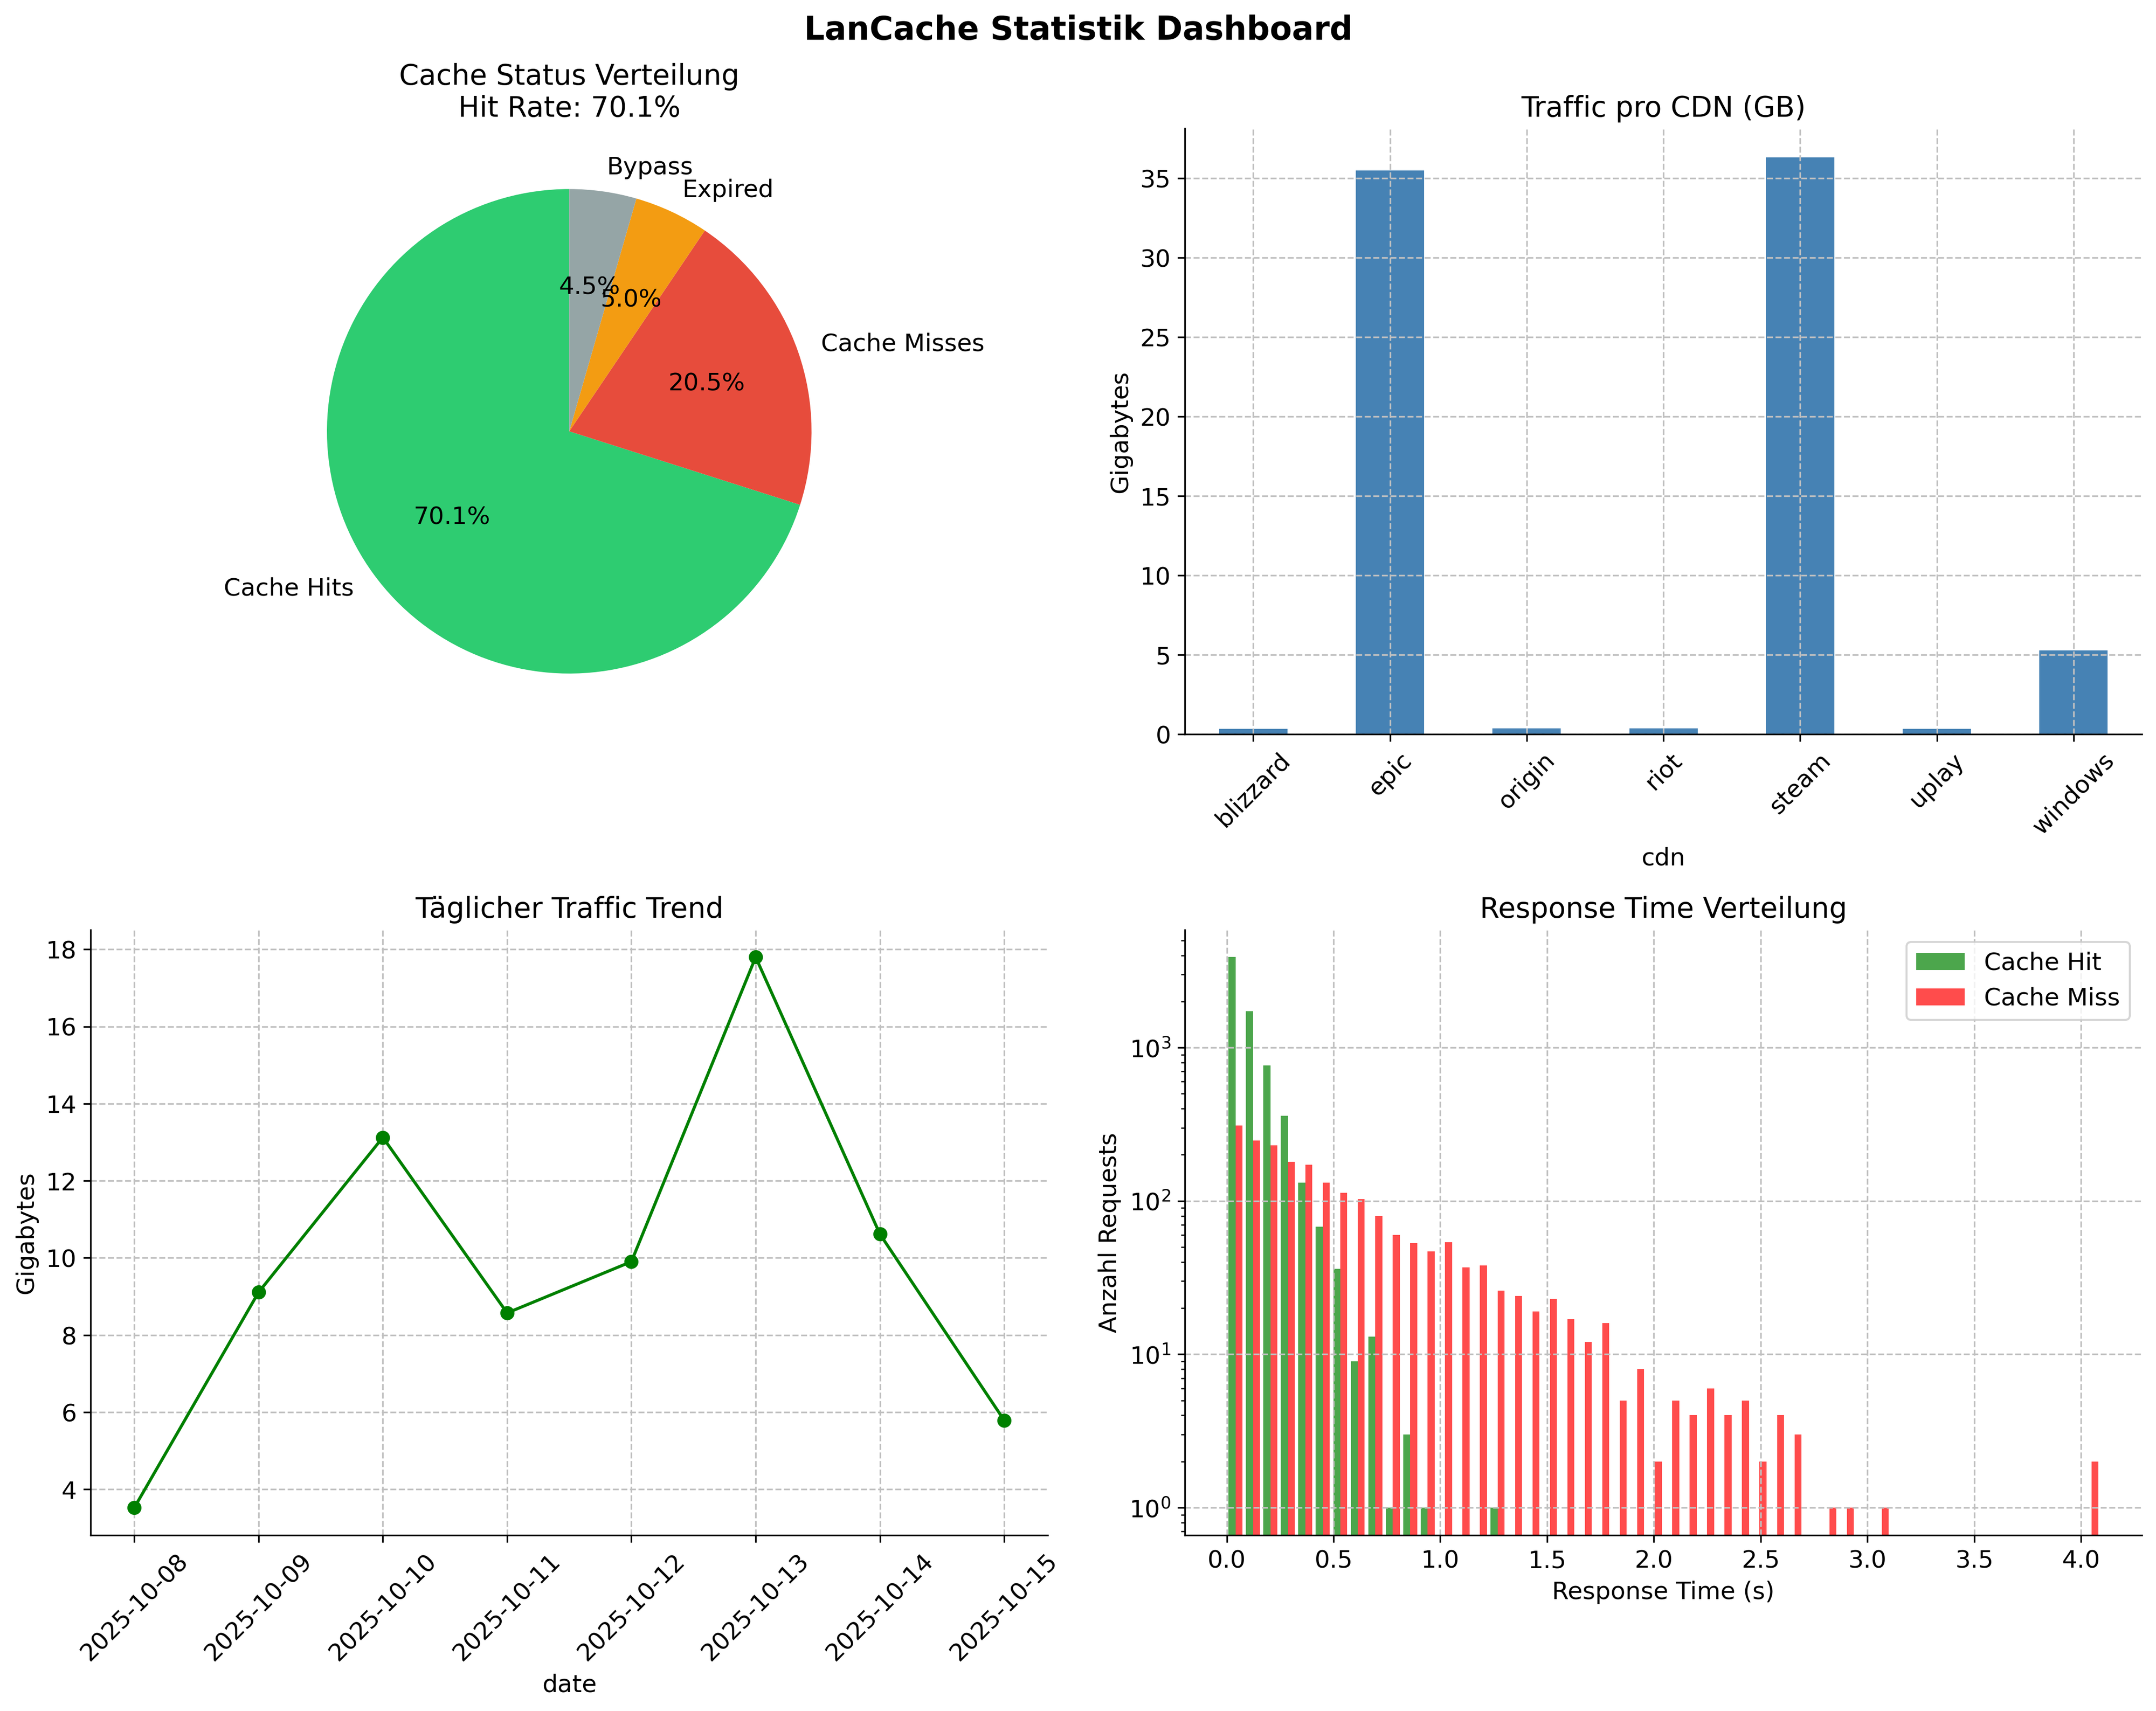 LanCache Statistik Dashboard
Cache Status Verteilung
Hit Rate: 70.1%
Bypass
Expired
4.5%
5.0%
Cache Misses
20.5%
70.1%
Cache Hits
Traffic pro CDN (GB)
Gigabytes
35
30
25
20
15
10
5
0
blizzard
epic
origin
riot
steam
uplay
windows
cdn
Täglicher Traffic Trend
Gigabytes
18
16
14
12
10
8
6
4
2025-10-08
2025-10-09
2025-10-10
2025-10-11
2025-10-12
2025-10-13
2025-10-14
2025-10-15
date
Response Time Verteilung
Cache Hit
Cache Miss
Anzahl Requests
10³
10²
10¹
10⁰
0.0
0.5
1.0
1.5
2.0
2.5
3.0
3.5
4.0
Response Time (s)